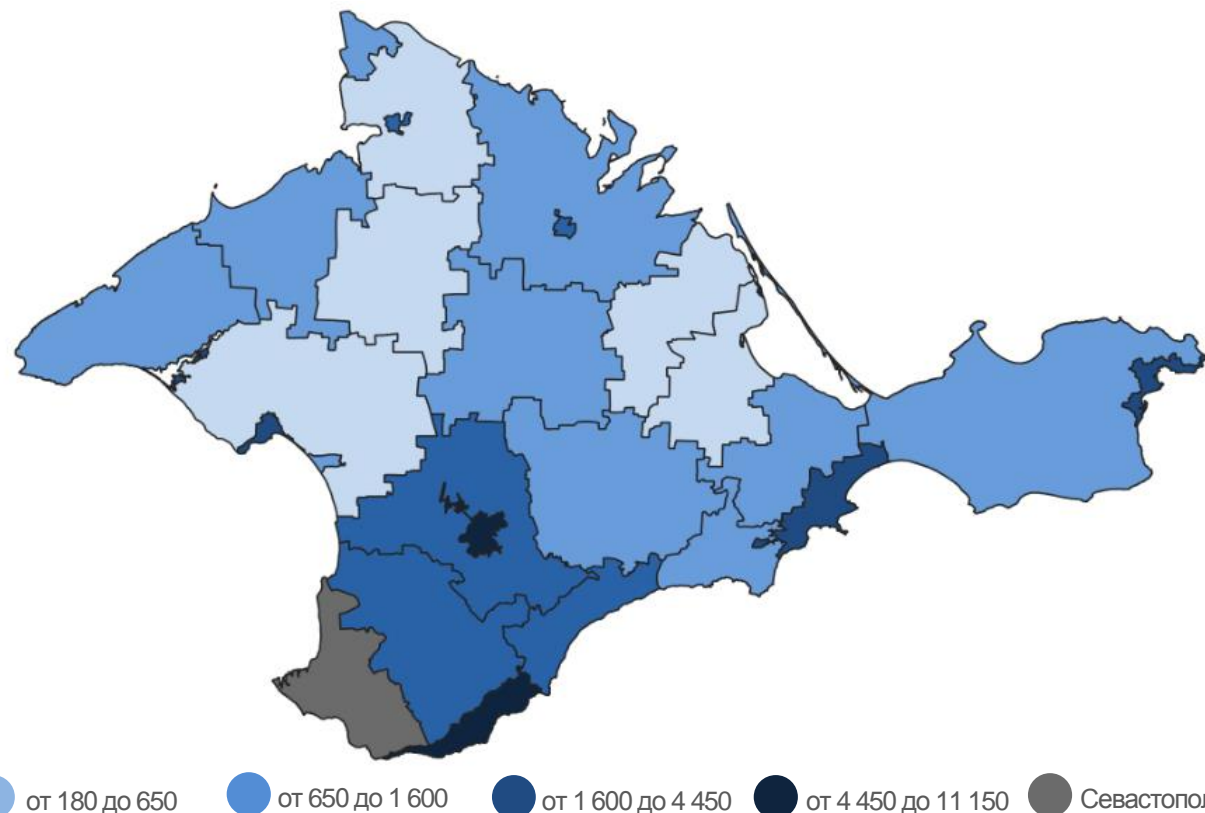 от 180 до 650
от 650 до 1 600
от 1 600 до 4 450
от 4 450 до 11 150
Севастопол